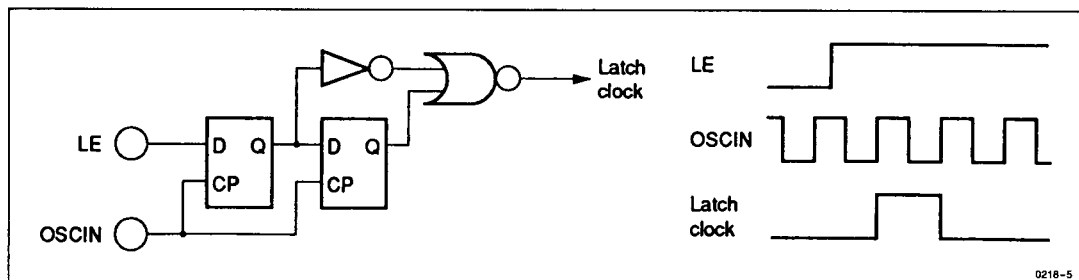 LE
OSCIN
D Q
CP
D Q
CP
Latch
clock
LE
OSCIN
Latch
clock
0218-5